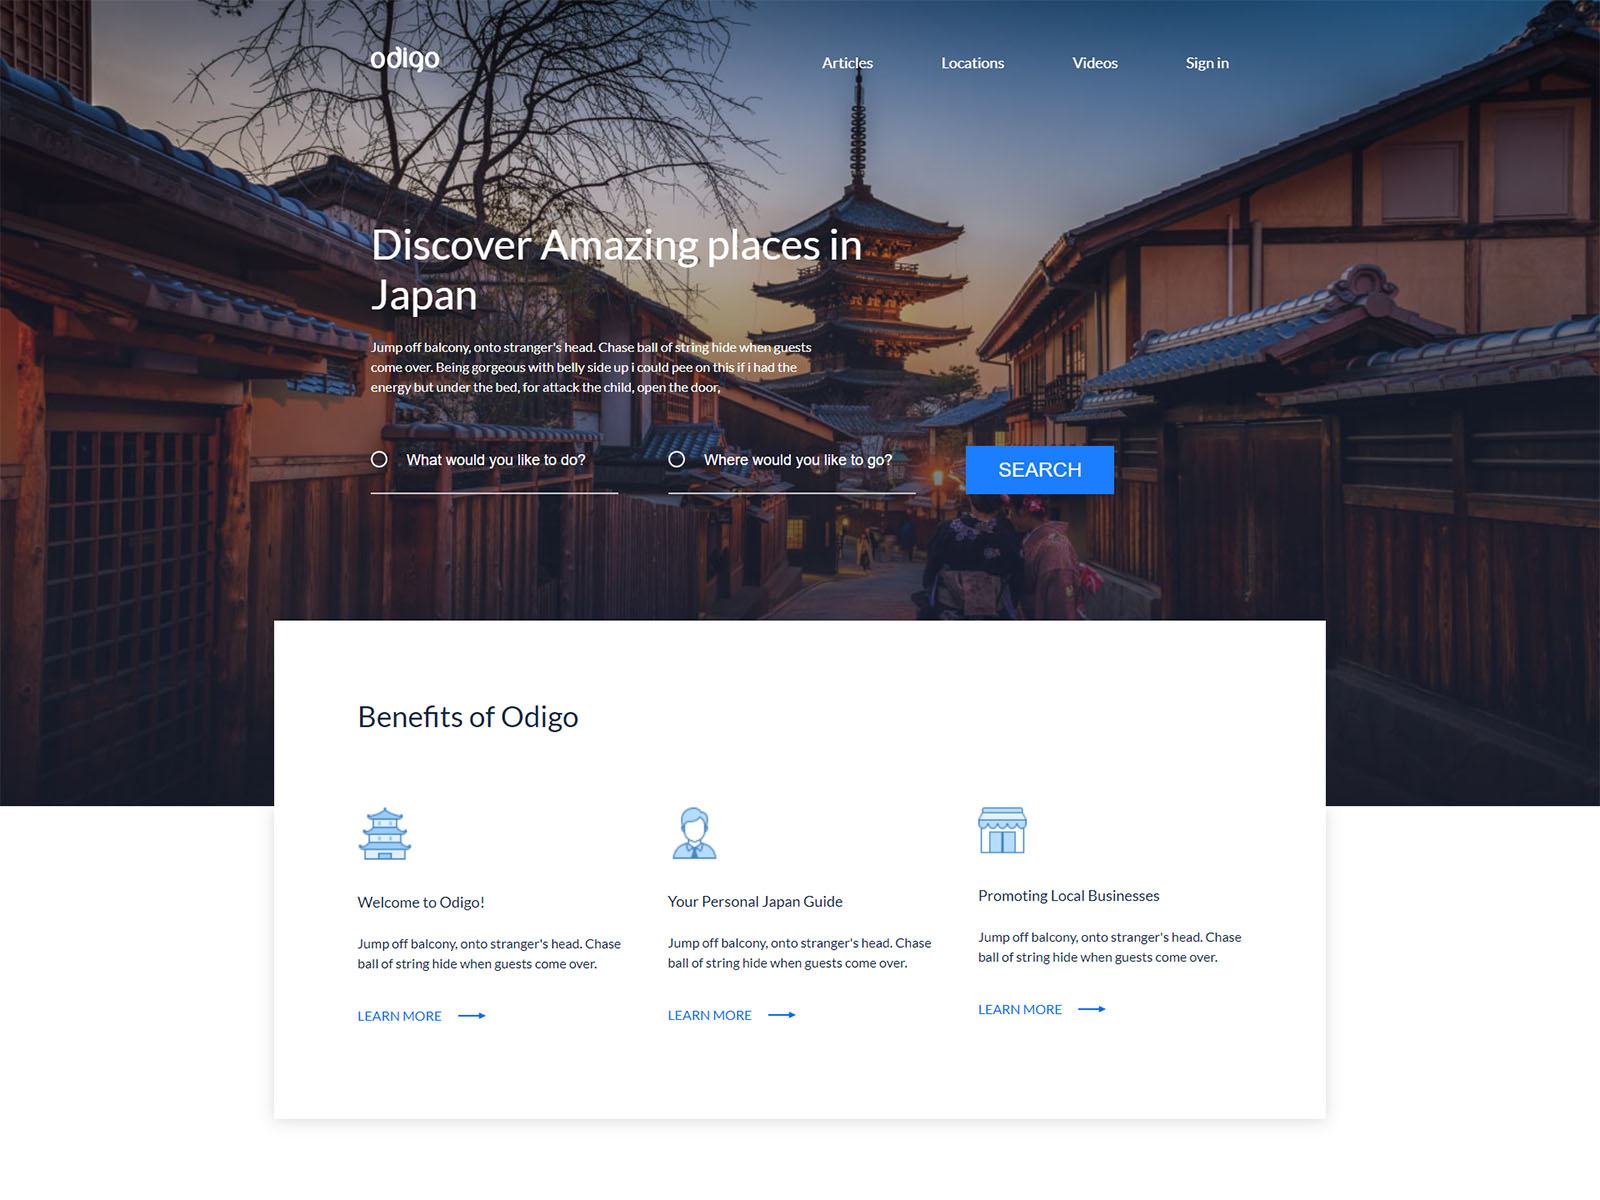 odigo
Articles
Locations
Videos
Sign in
Discover Amazing places in
Japan
Jump off balcony, onto stranger's head. Chase ball of string hide when guests
come over. Being gorgeous with belly side up i could pee on this if i had the
energy but under the bed, for attack the child, open the door,
What would you like to do?
Where would you like to go?
SEARCH
Benefits of Odigo
Welcome to Odigo!
Jump off balcony, onto stranger's head. Chase
ball of string hide when guests come over.
LEARN MORE
Your Personal Japan Guide
Jump off balcony, onto stranger's head. Chase
ball of string hide when guests come over.
LEARN MORE
Promoting Local Businesses
Jump off balcony, onto stranger's head. Chase
ball of string hide when guests come over.
LEARN MORE